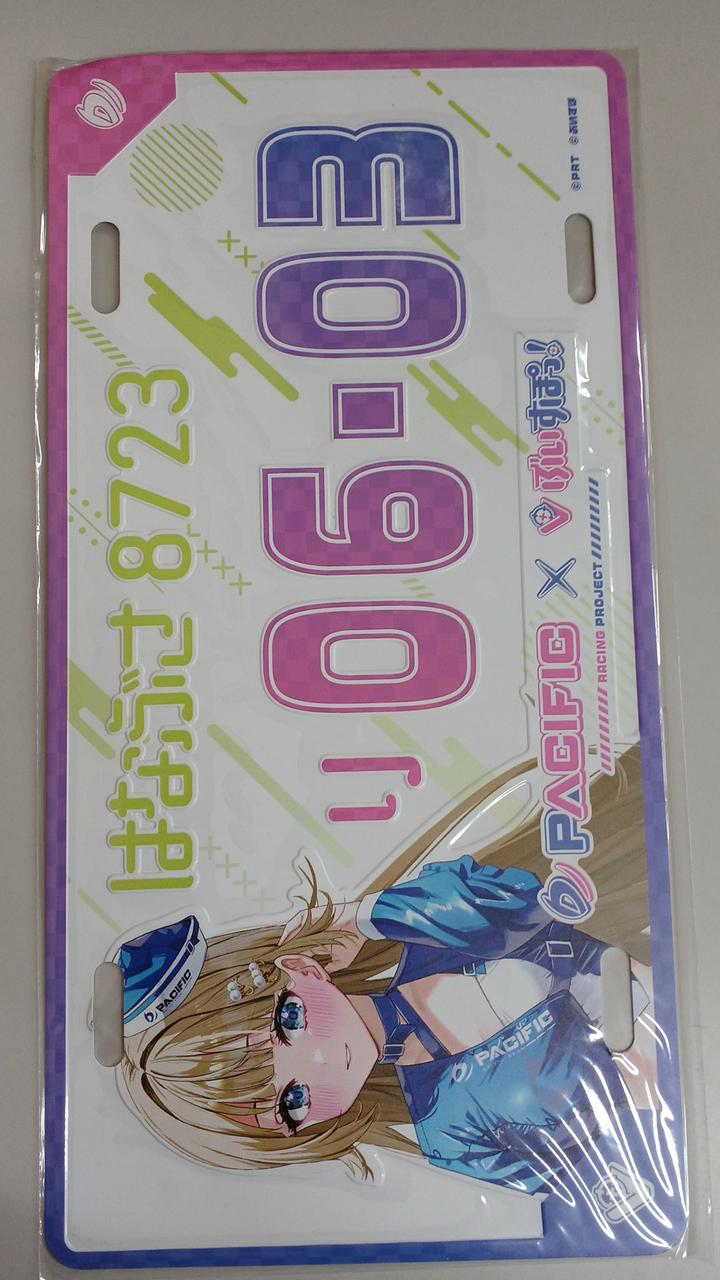 はなぶさ 8723
り 06-03
PACIFIC × ぶいすぽっ!
RACING PROJECT
©PRT ©ぶいすぽ
PACIFIC
PACIFIC